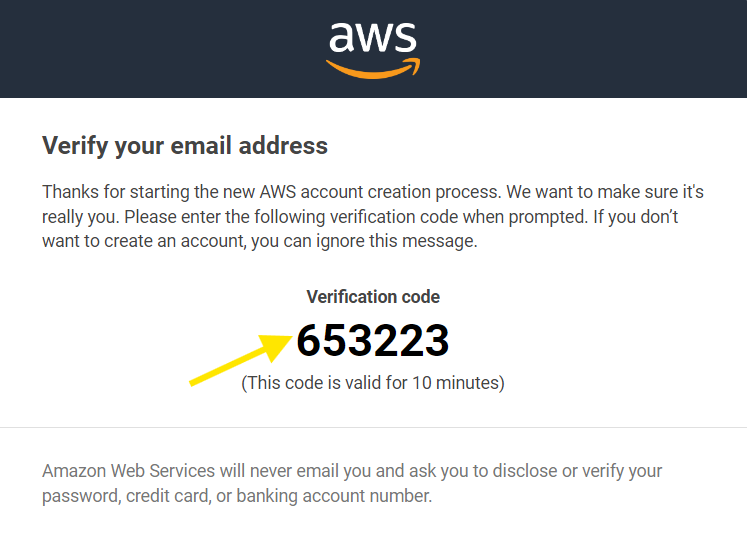 aws
Verify your email address
Thanks for starting the new AWS account creation process. We want to make sure it's
really you. Please enter the following verification code when prompted. If you don’t
want to create an account, you can ignore this message.
Verification code
653223
(This code is valid for 10 minutes)
Amazon Web Services will never email you and ask you to disclose or verify your
password, credit card, or banking account number.